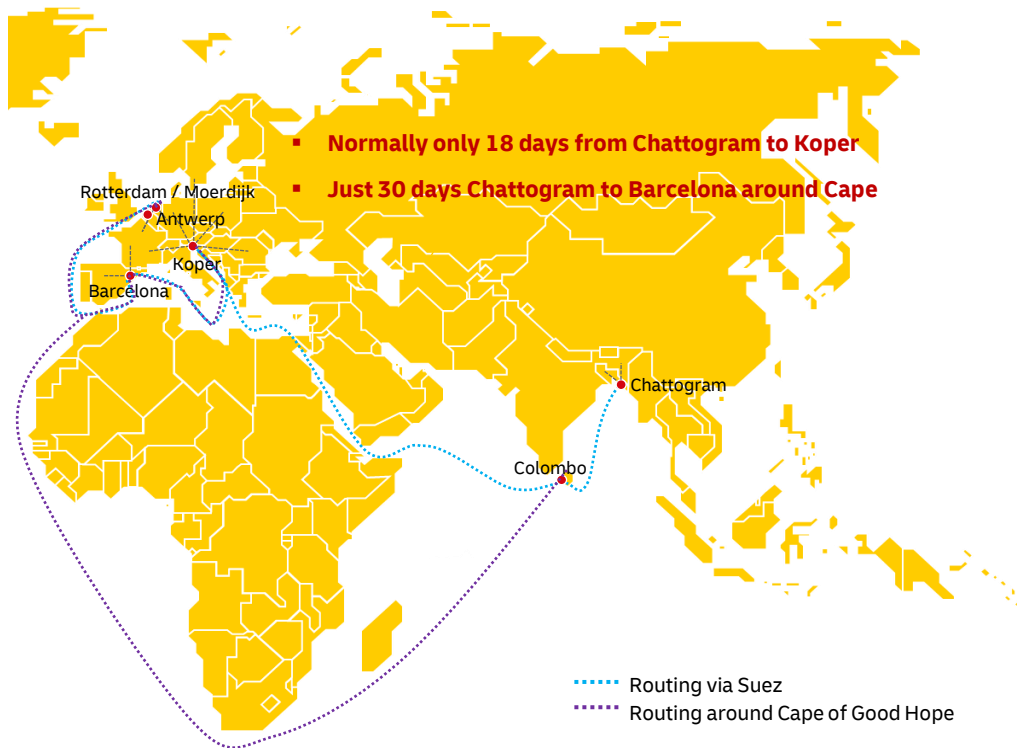 ▪ Normally only 18 days from Chattogram to Koper
▪ Just 30 days Chattogram to Barcelona around Cape
Rotterdam / Moerdijk
Antwerp
Koper
Barcelona
Chattogram
Colombo
Routing via Suez
Routing around Cape of Good Hope